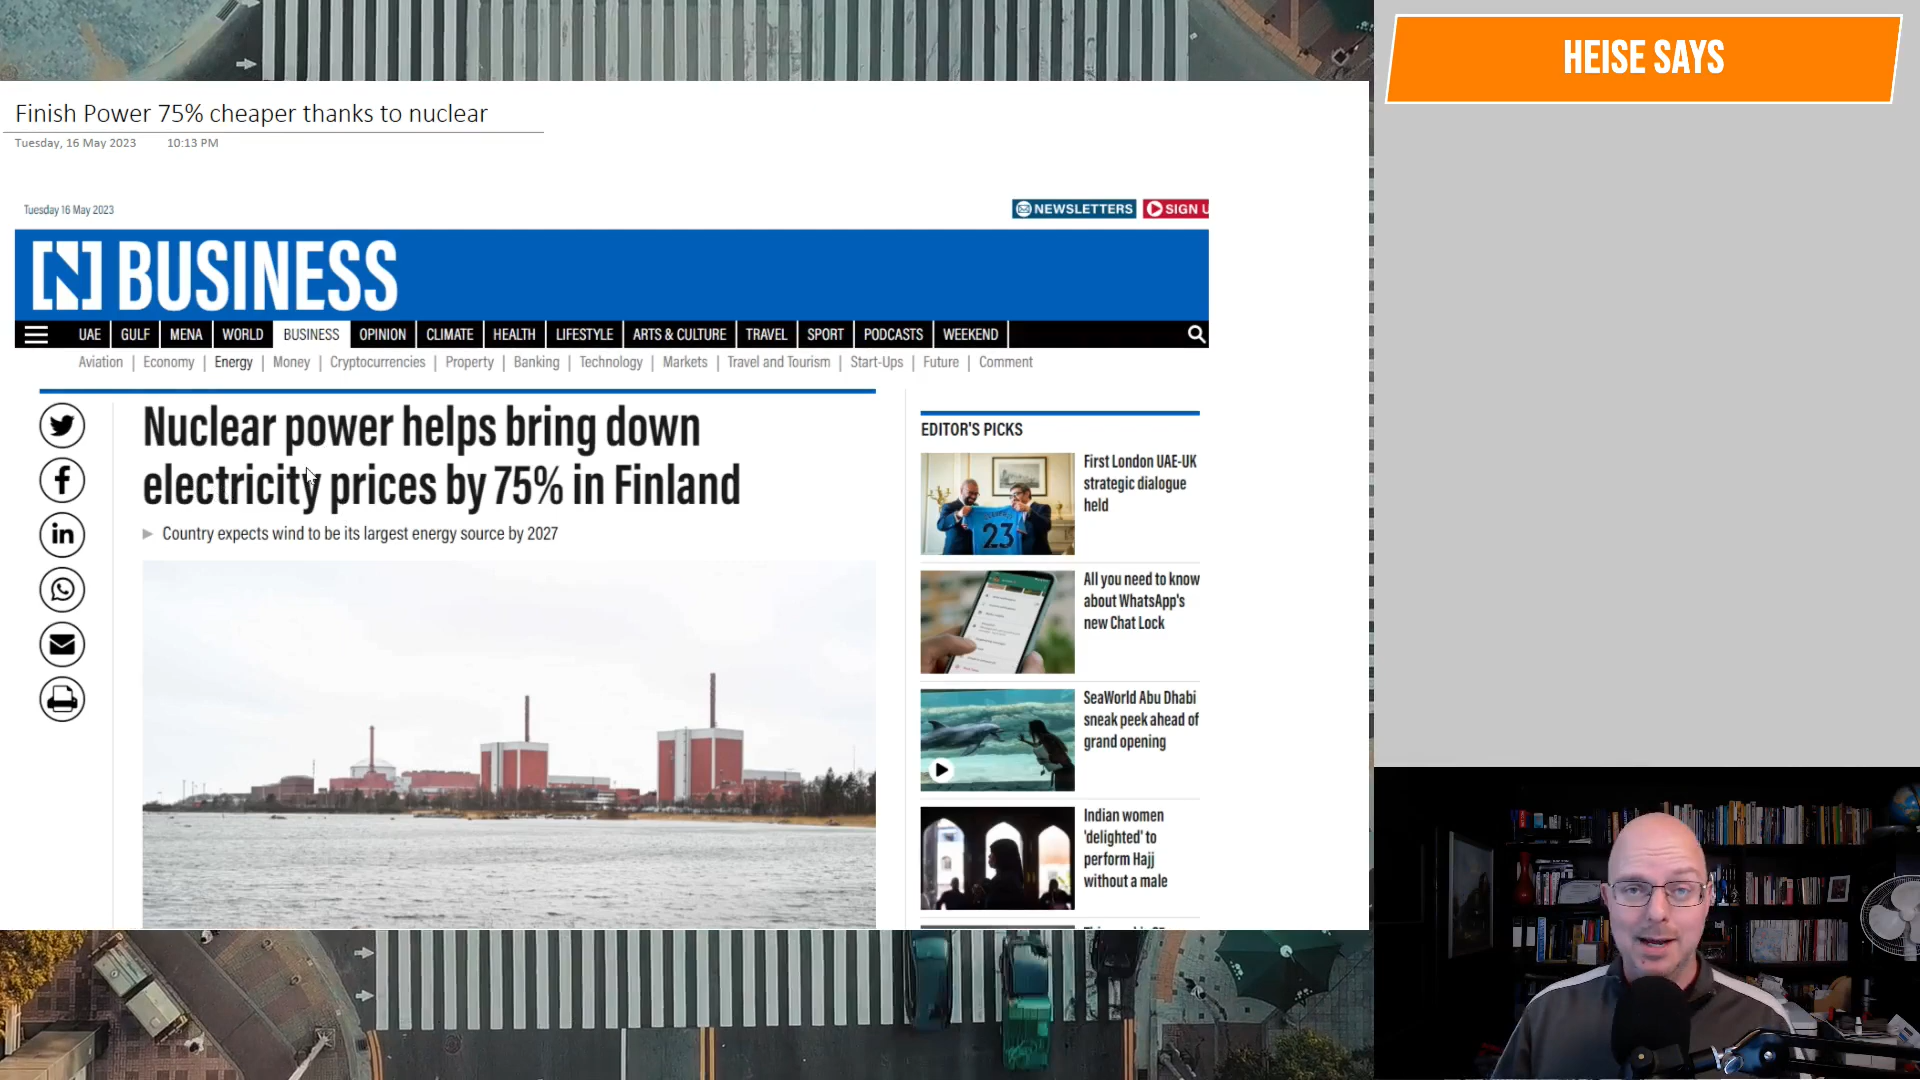 HEISE SAYS
Finish Power 75% cheaper thanks to nuclear
Tuesday, 16 May 2023 10:13 PM
Tuesday 16 May 2023
NEWSLETTERS SIGN U
[N] BUSINESS
UAE GULF MENA WORLD BUSINESS OPINION CLIMATE HEALTH LIFESTYLE ARTS & CULTURE TRAVEL SPORT PODCASTS WEEKEND
Aviation | Economy | Energy | Money | Cryptocurrencies | Property | Banking | Technology | Markets | Travel and Tourism | Start-Ups | Future | Comment
Nuclear power helps bring down
electricity prices by 75% in Finland
Country expects wind to be its largest energy source by 2027
EDITOR'S PICKS
First London UAE-UK
strategic dialogue
held
23
All you need to know
about WhatsApp's
new Chat Lock
SeaWorld Abu Dhabi
sneak peek ahead of
grand opening
Indian women
'delighted' to
perform Hajj
without a male